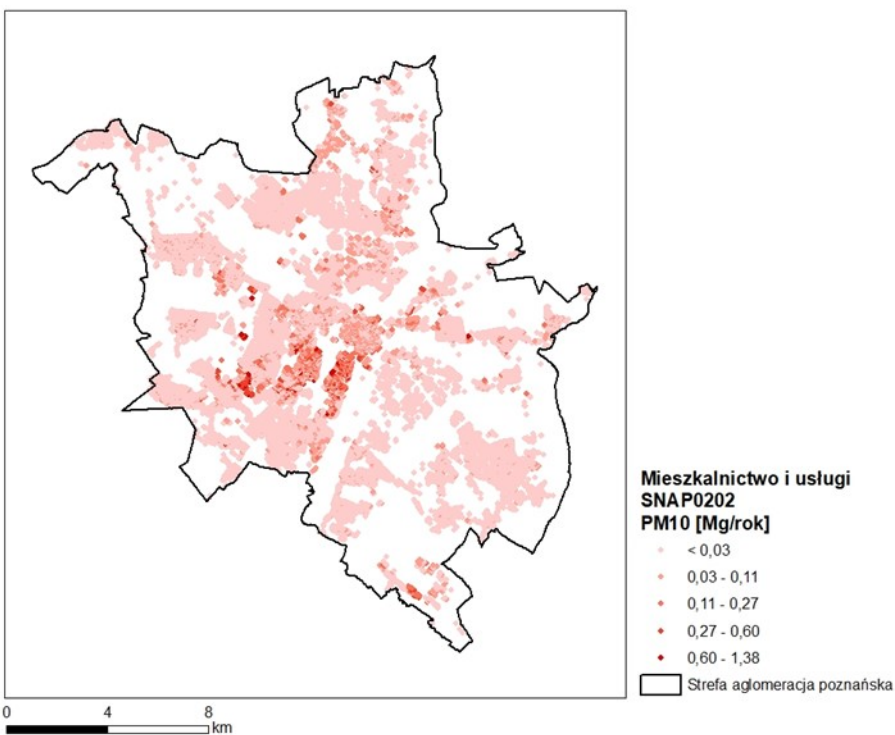 Mieszkalnictwo i usługi
SNAP0202
PM10 [Mg/rok]
< 0,03
0,03 - 0,11
0,11 - 0,27
0,27 - 0,60
0,60 - 1,38
Strefa aglomeracja poznańska
0 4 8
km